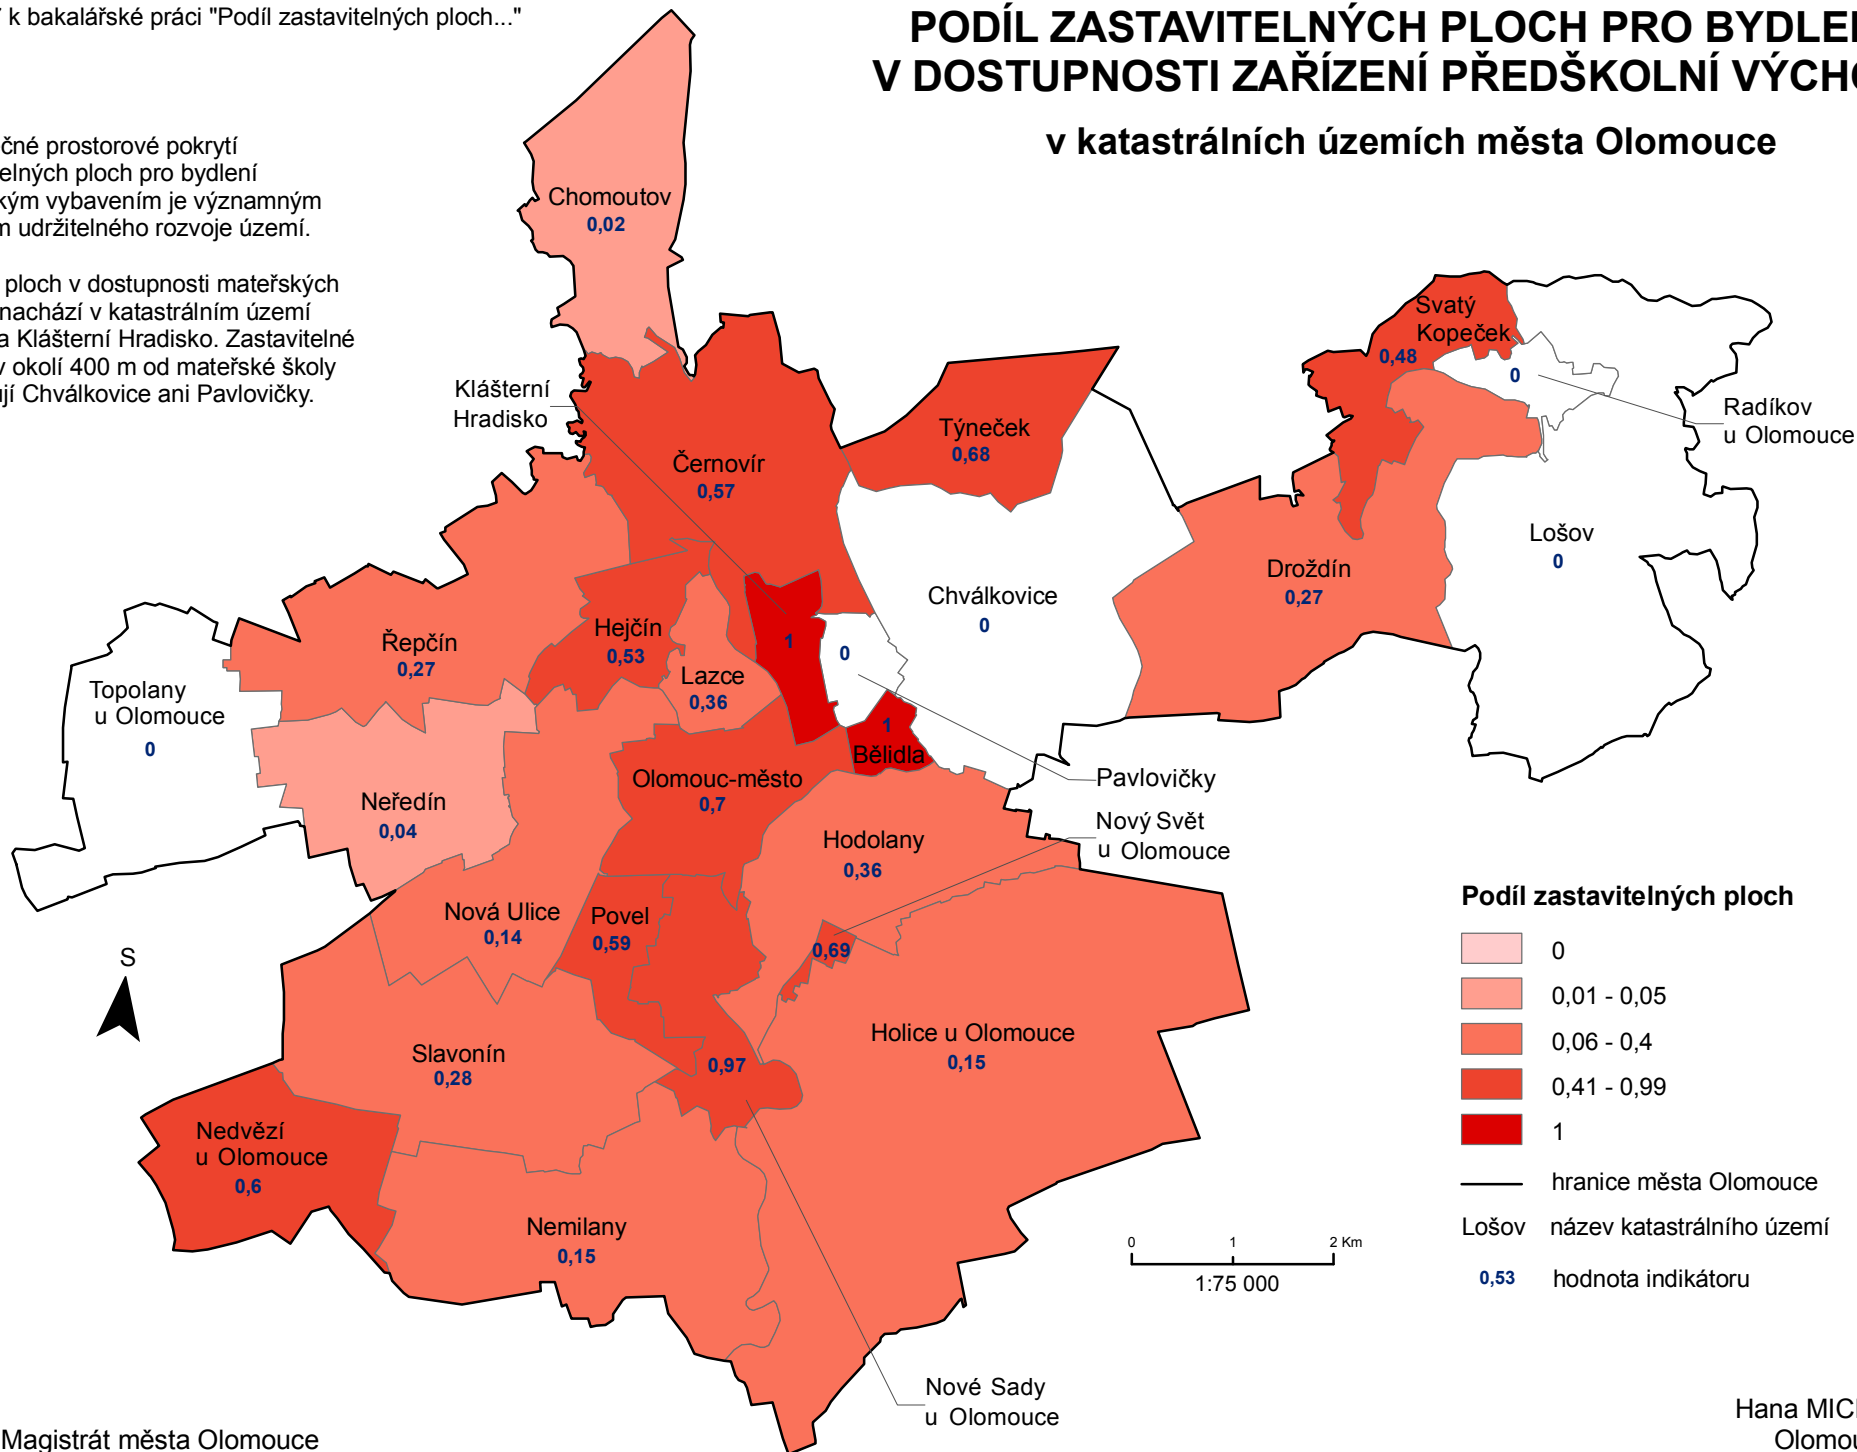 k bakalářské práci "Podíl zastavitelných ploch..."
PODÍL ZASTAVITELNÝCH PLOCH PRO
V DOSTUPNOSTI ZAŘÍZENÍ PŘEDŠKOLNÍ
v katastrálních územích města Olomouce
prostorové pokrytí
ploch pro bydlení
vybavením je významným
udržitelného rozvoje území.
ploch v dostupnosti mateřských
nachází v katastrálním území
a Klášterní Hradisko. Zastavitelné
v okolí 400 m od mateřské školy
Chválkovice ani Pavlovičky.
Chomoutov
0,02
Svatý
Kopeček
0,48
0
Radíkov
u Olomouce
Klášterní
Hradisko
Týneček
0,68
Černovír
0,57
Lošov
0
Droždín
0,27
Chválkovice
0
Hejčín
0,53
Řepčín
0,27
1
0
Lazce
0,36
Topolany
u Olomouce
0
1
Bělidla
Olomouc-město
0,7
Pavlovičky
Neředín
0,04
Nový Svět
u Olomouce
Hodolany
0,36
Podíl zastavitelných ploch
0
0,01 - 0,05
0,06 - 0,4
0,41 - 0,99
1
hranice města Olomouce
Lošov název katastrálního území
0,53 hodnota indikátoru
Nová Ulice
0,14
Povel
0,59
0,69
S
Holice u Olomouce
0,15
Slavonín
0,28
0,97
Nedvězí
u Olomouce
0,6
Nemilany
0,15
0 1 2 Km
1:75 000
Nové Sady
u Olomouce
Magistrát města Olomouce
Hana